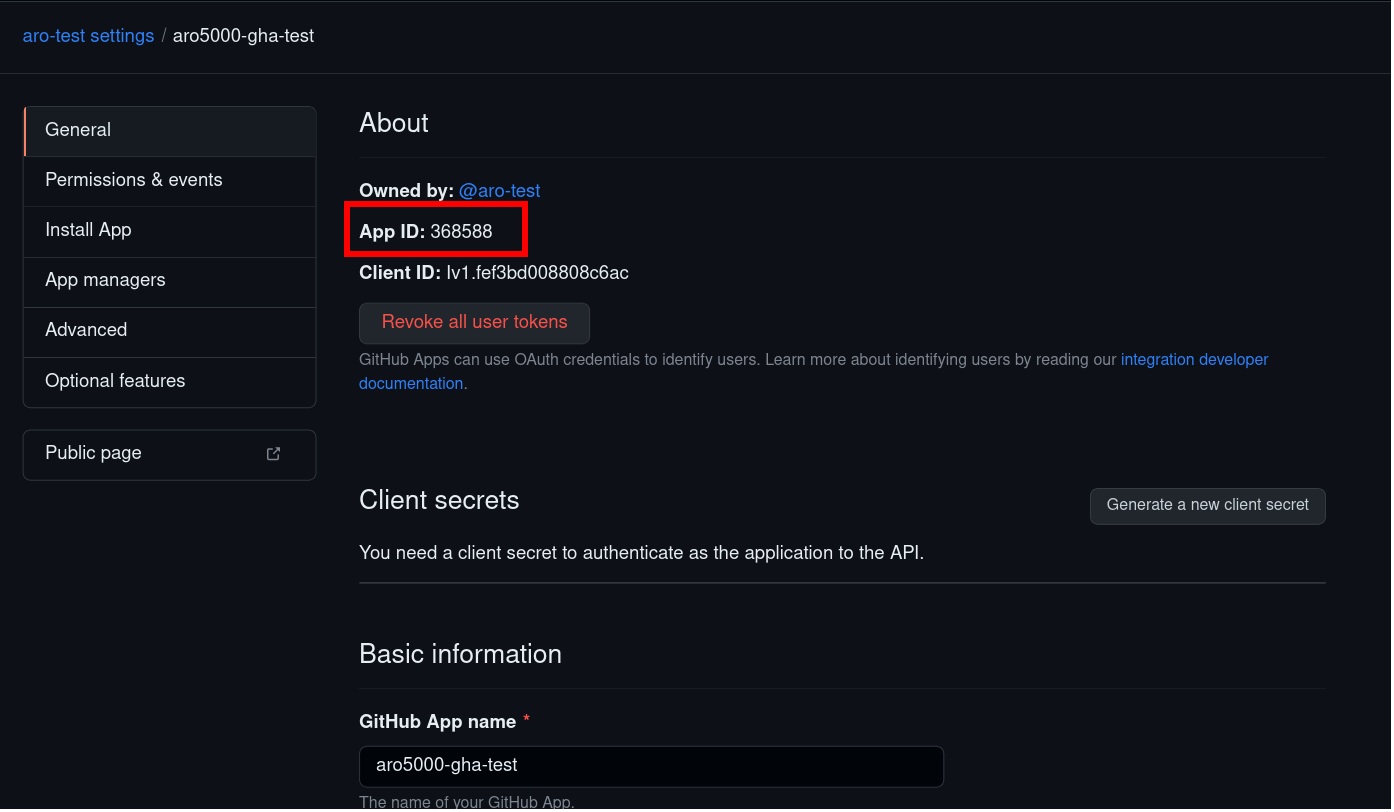 aro-test settings / aro5000-gha-test
General
Permissions & events
Install App
App managers
Advanced
Optional features
Public page
About
Owned by: @aro-test
App ID: 368588
Client ID: Iv1.fef3bd008808c6ac
Revoke all user tokens
GitHub Apps can use OAuth credentials to identify users. Learn more about identifying users by reading our integration developer
documentation.
Client secrets
Generate a new client secret
You need a client secret to authenticate as the application to the API.
Basic information
GitHub App name *
aro5000-gha-test
The name of your GitHub App.